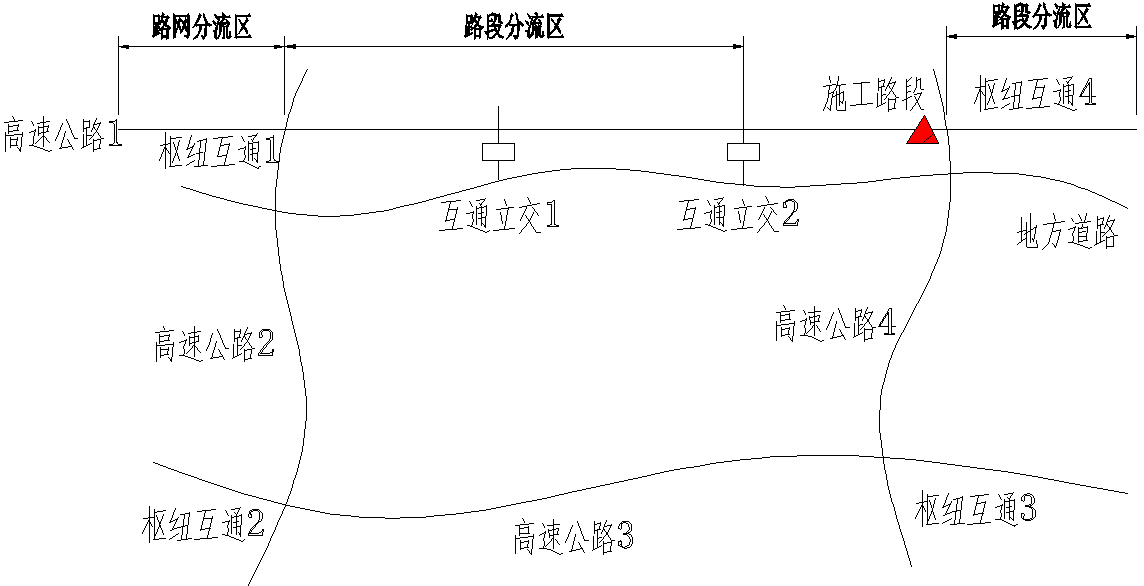 路网分流区
路段分流区
路段分流区
施工路段
枢纽互通4
高速公路1
枢纽互通1
互通立交1
互通立交2
地方道路
高速公路2
高速公路4
枢纽互通2
高速公路3
枢纽互通3